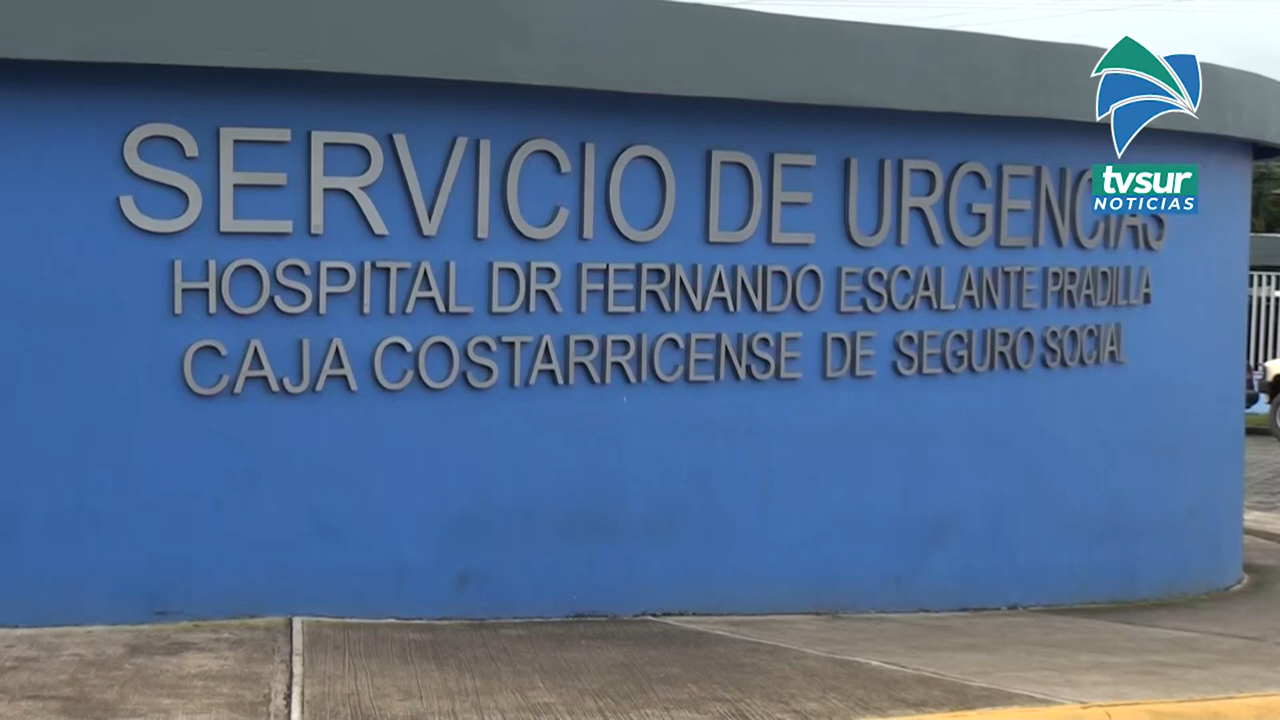 SERVICIO DE URGENCIAS
HOSPITAL DR FERNANDO ESCALANTE PRADILLA
CAJA COSTARRICENSE DE SEGURO SOCIAL
tvsur
NOTICIAS